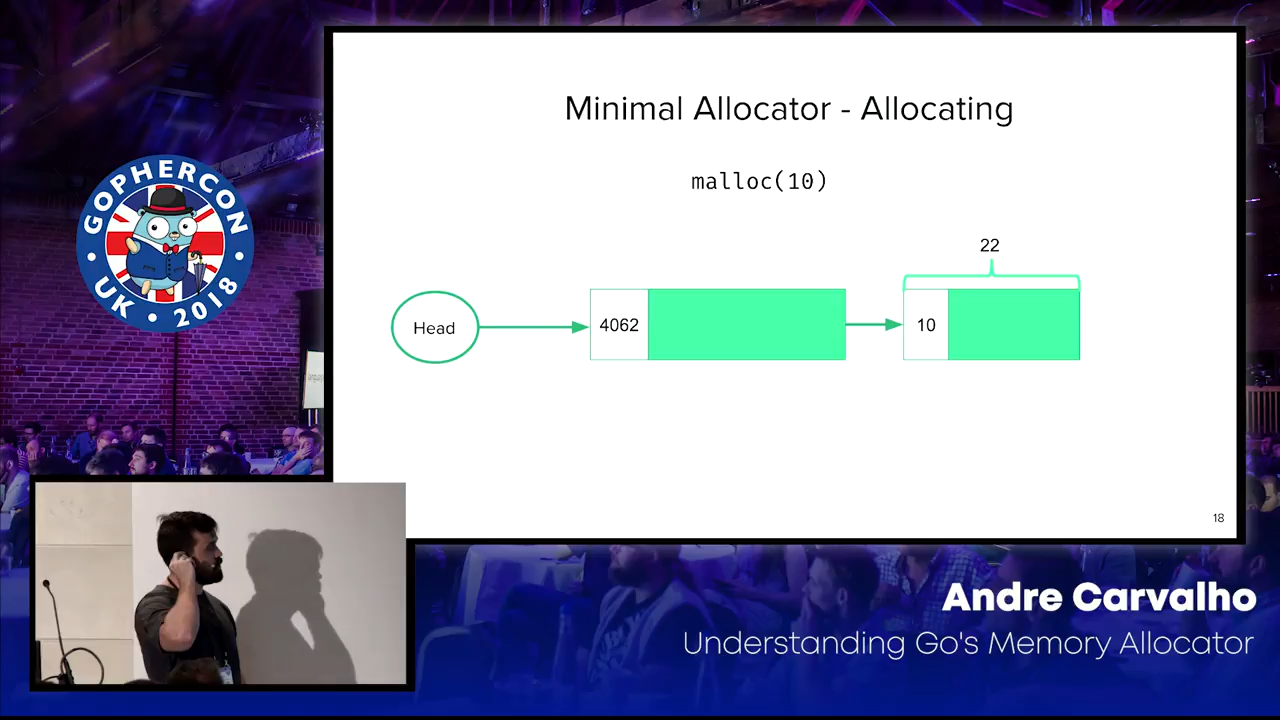 Minimal Allocator - Allocating
malloc(10)
22
Head
4062
10
18
GOPHERCON
UK • 2018
Andre Carvalho
Understanding Go's Memory Allocator